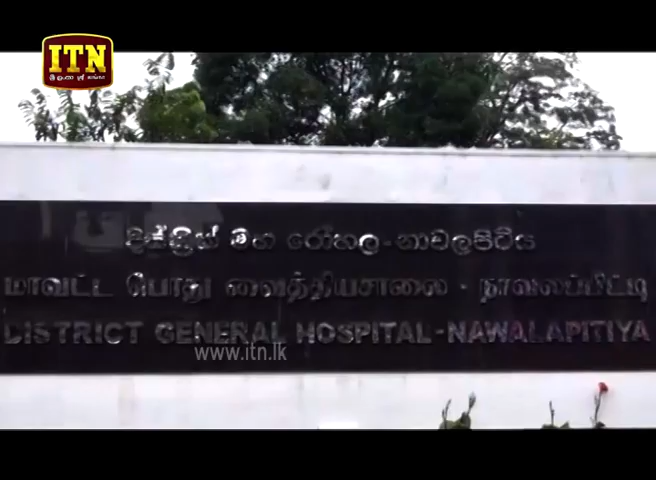 ITN
දිස්ත්‍රික් මහ රෝහල-නාවලපිටිය
மாவட்ட பொது வைத்தியசாலை - நாவலப்பிட்டி
DISTRICT GENERAL HOSPITAL-NAWALAPITIYA
www.itn.lk